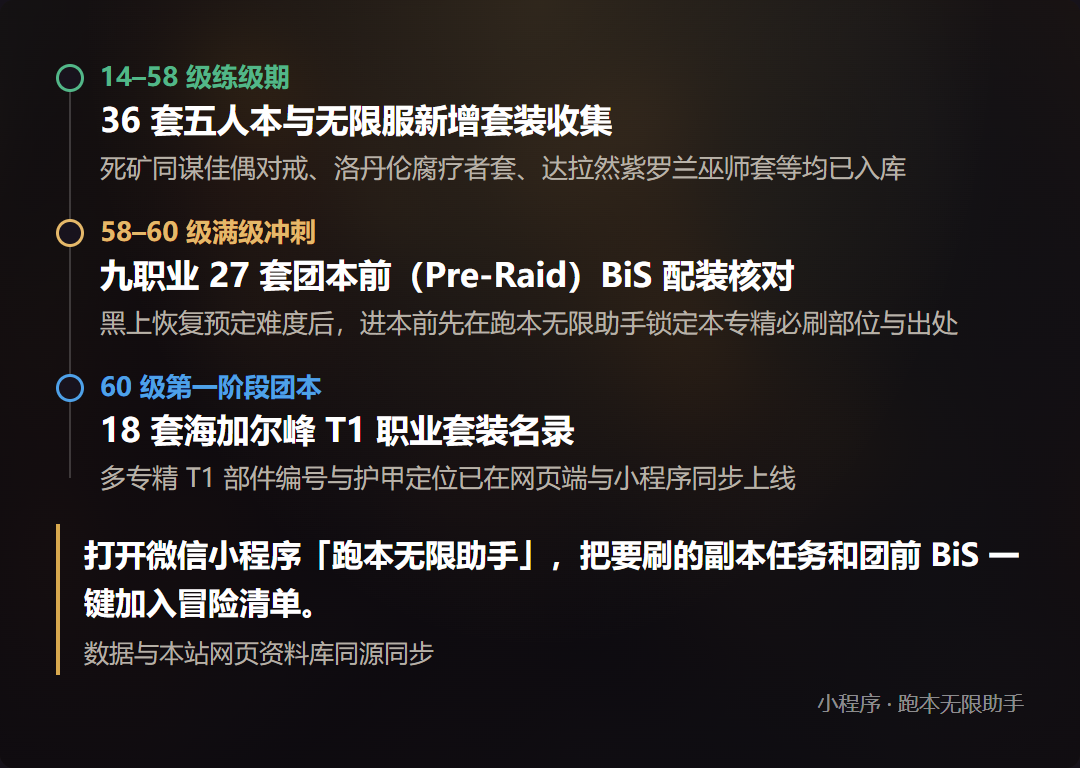 14–58 级练级期
36 套五人本与无限服新增套装收集
死矿同谋佳偶对戒、洛丹伦腐疗者套、达拉然紫罗兰巫师套等均已入库
58–60 级满级冲刺
九职业 27 套团本前（Pre-Raid）BiS 配装核对
黑上恢复预定难度后，进本前先在跑本无限助手锁定本专精必刷部位与出处
60 级第一阶段团本
18 套海加尔峰 T1 职业套装名录
多专精 T1 部件编号与护甲定位已在网页端与小程序同步上线
打开微信小程序「跑本无限助手」，把要刷的副本任务和团前 BiS 一
键加入冒险清单。
数据与本站网页资料库同源同步
小程序 · 跑本无限助手